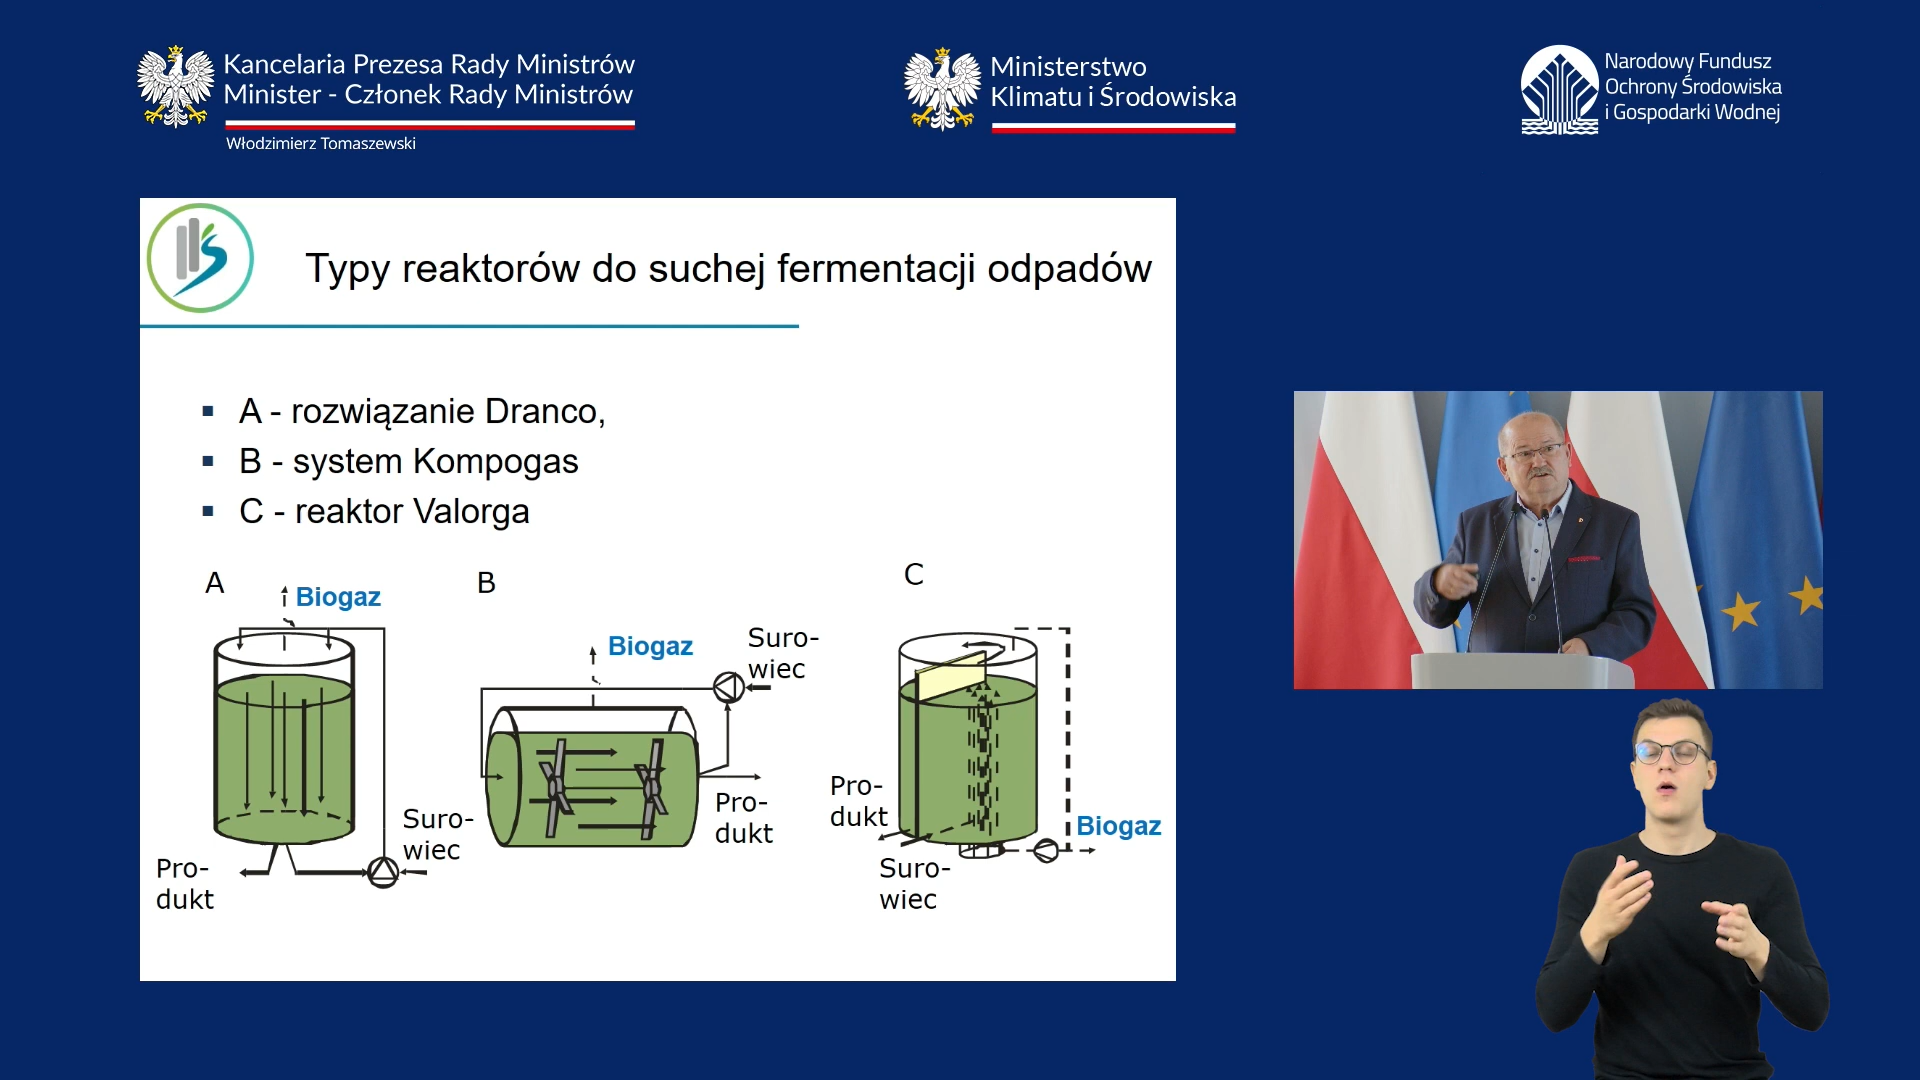 Kancelaria Prezesa Rady Ministrów
Minister - Członek Rady Ministrów
Włodzimierz Tomaszewski
Ministerstwo
Klimatu i Środowiska
Narodowy Fundusz
Ochrony Środowiska
i Gospodarki Wodnej
Typy reaktorów do suchej fermentacji odpadów
▪ A - rozwiązanie Dranco,
▪ B - system Kompogas
▪ C - reaktor Valorga
A
Biogaz
Suro-
wiec
Pro-
dukt
B
Biogaz
Suro-
wiec
Pro-
dukt
C
Pro-
dukt
Suro-
wiec
Biogaz